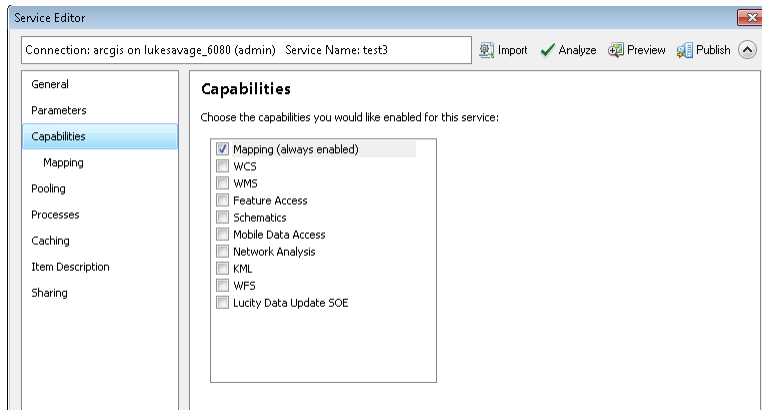 Service Editor
Connection: arcgis on lukesavage_6080 (admin) Service Name: test3
Import Analyze Preview Publish
General
Parameters
Capabilities
Mapping
Pooling
Processes
Caching
Item Description
Sharing
Capabilities
Choose the capabilities you would like enabled for this service:
Mapping (always enabled)
WCS
WMS
Feature Access
Schematics
Mobile Data Access
Network Analysis
KML
WFS
Lucity Data Update SOE